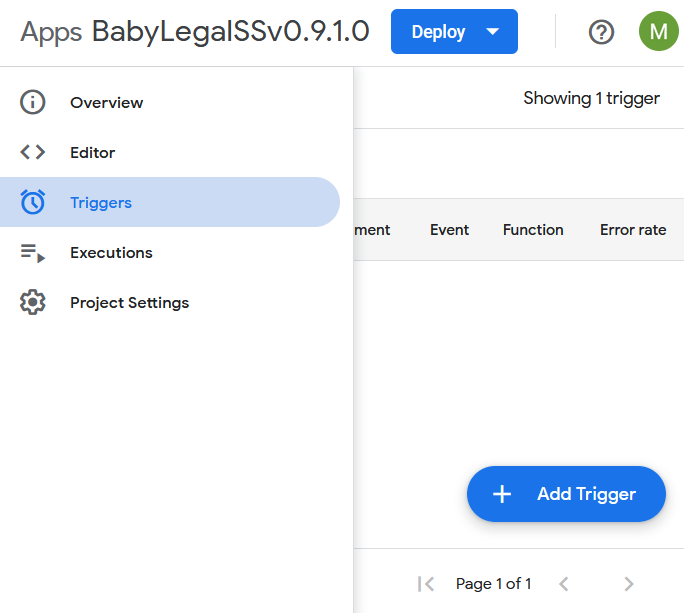 Apps BabyLegalSSv0.9.1.0 Deploy M
Overview
Showing 1 trigger
Editor
Triggers
ment Event Function Error rate
Executions
Project Settings
Add Trigger
Page 1 of 1